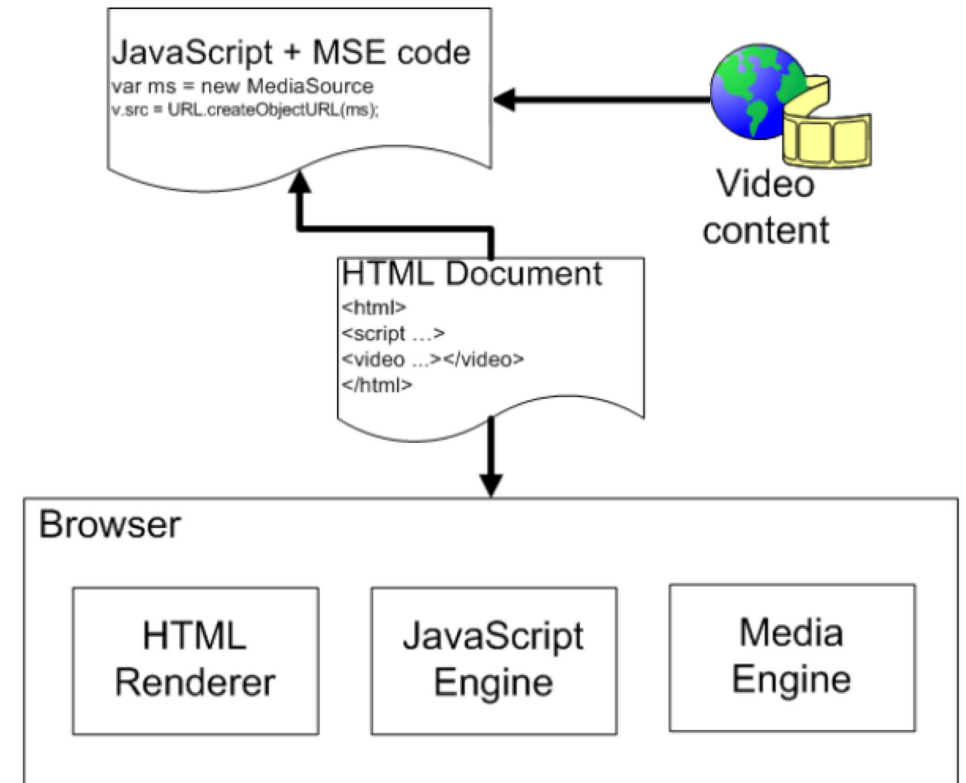 JavaScript + MSE code
var ms = new MediaSource
v.src = URL.createObjectURL(ms);
Video
content
HTML Document
<html>
<script ...>
<video ...></video>
</html>
Browser
HTML
Renderer
JavaScript
Engine
Media
Engine